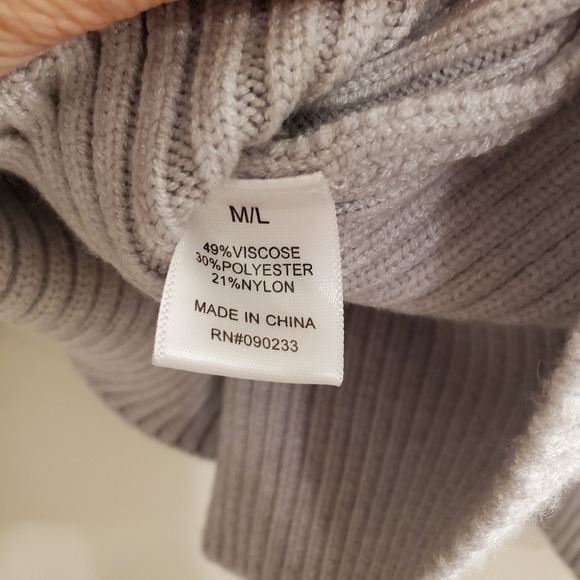 M/L
49%VISCOSE
30%POLYESTER
21%NYLON
MADE IN CHINA
RN#090233